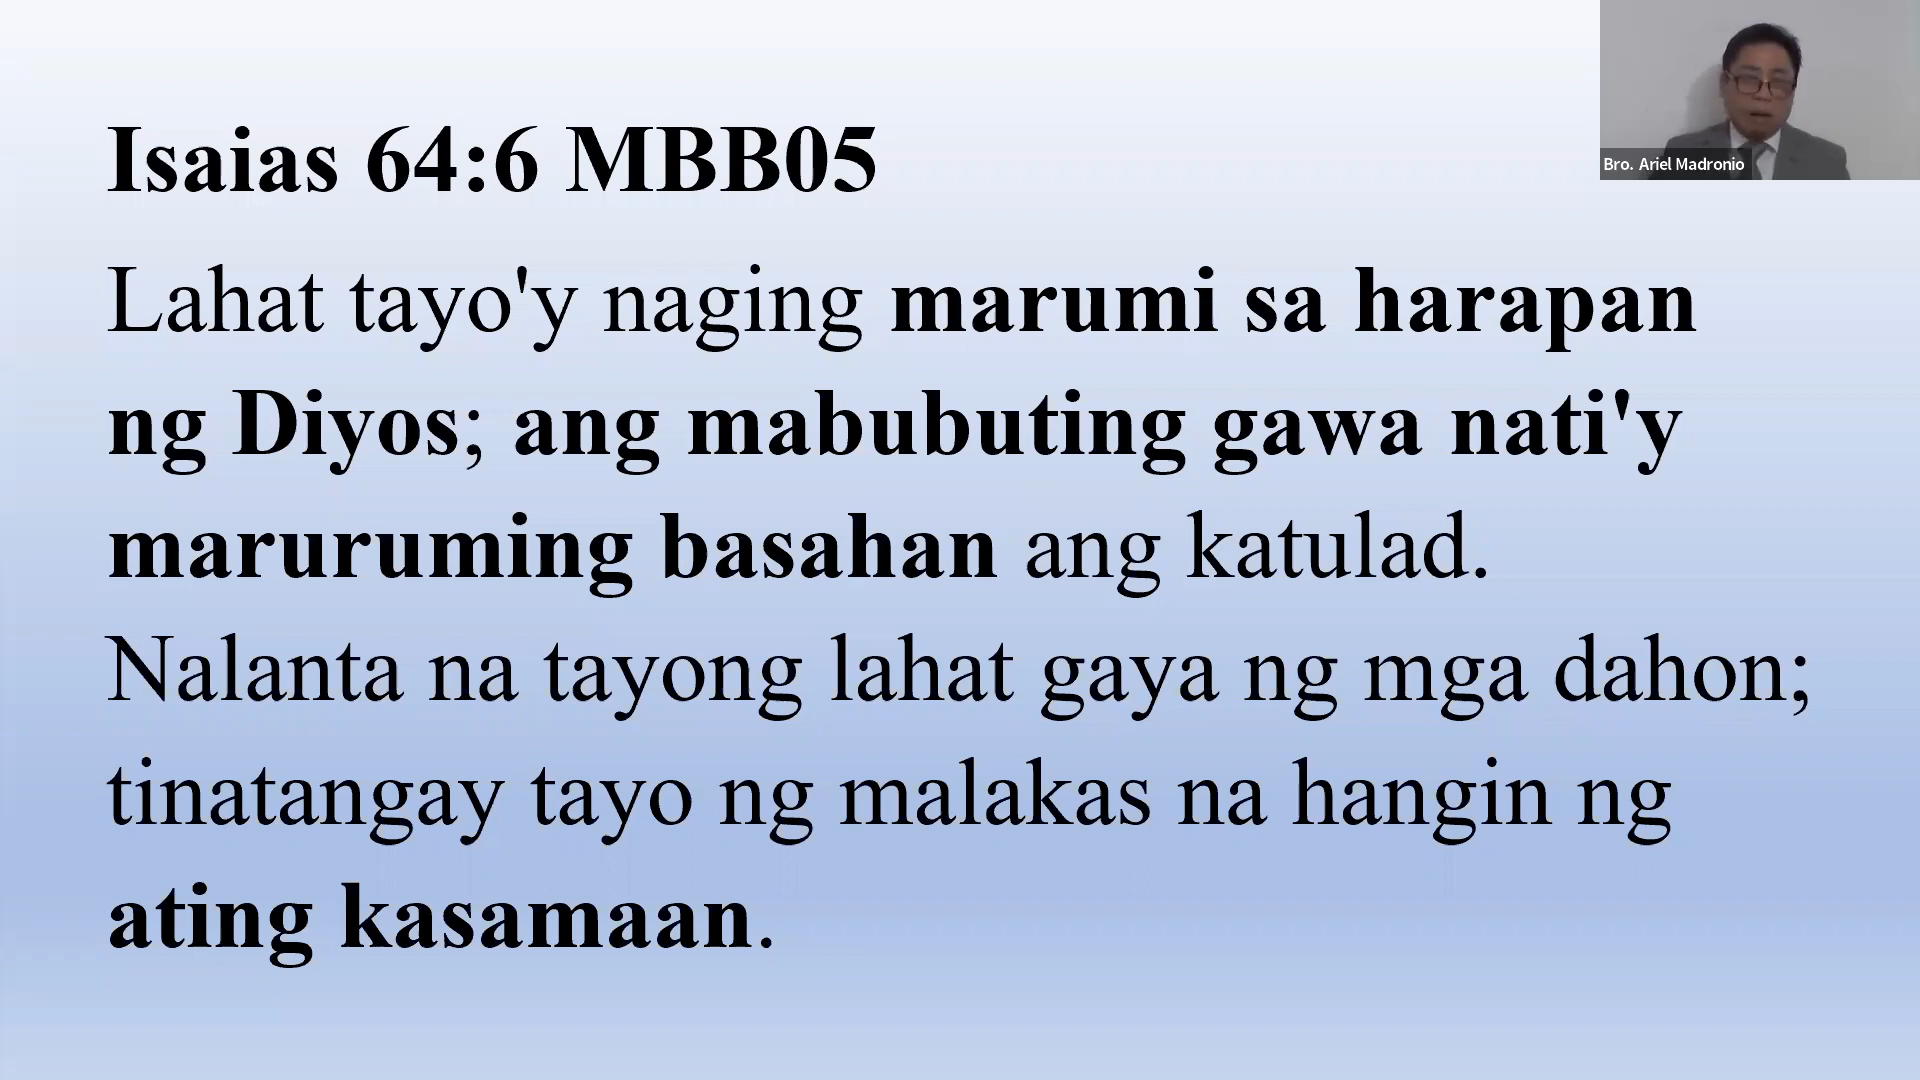 Isaias 64:6 MBB05
Bro. Ariel Madronio
Lahat tayo'y naging marumi sa harapan
ng Diyos; ang mabubuting gawa nati'y
maruruming basahan ang katulad.
Nalanta na tayong lahat gaya ng mga dahon;
tinatangay tayo ng malakas na hangin ng
ating kasamaan.